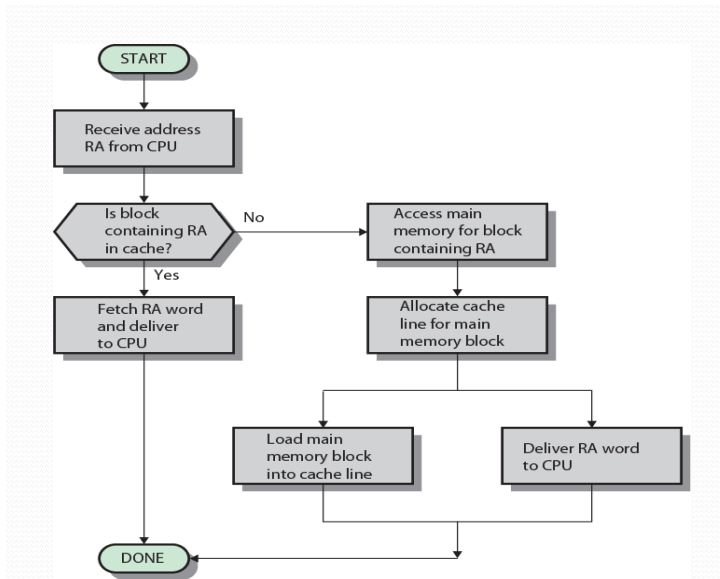 START
Receive address
RA from CPU
Is block
containing RA
in cache?
No
Access main
memory for block
containing RA
Yes
Fetch RA word
and deliver
to CPU
Allocate cache
line for main
memory block
Load main
memory block
into cache line
Deliver RA word
to CPU
DONE